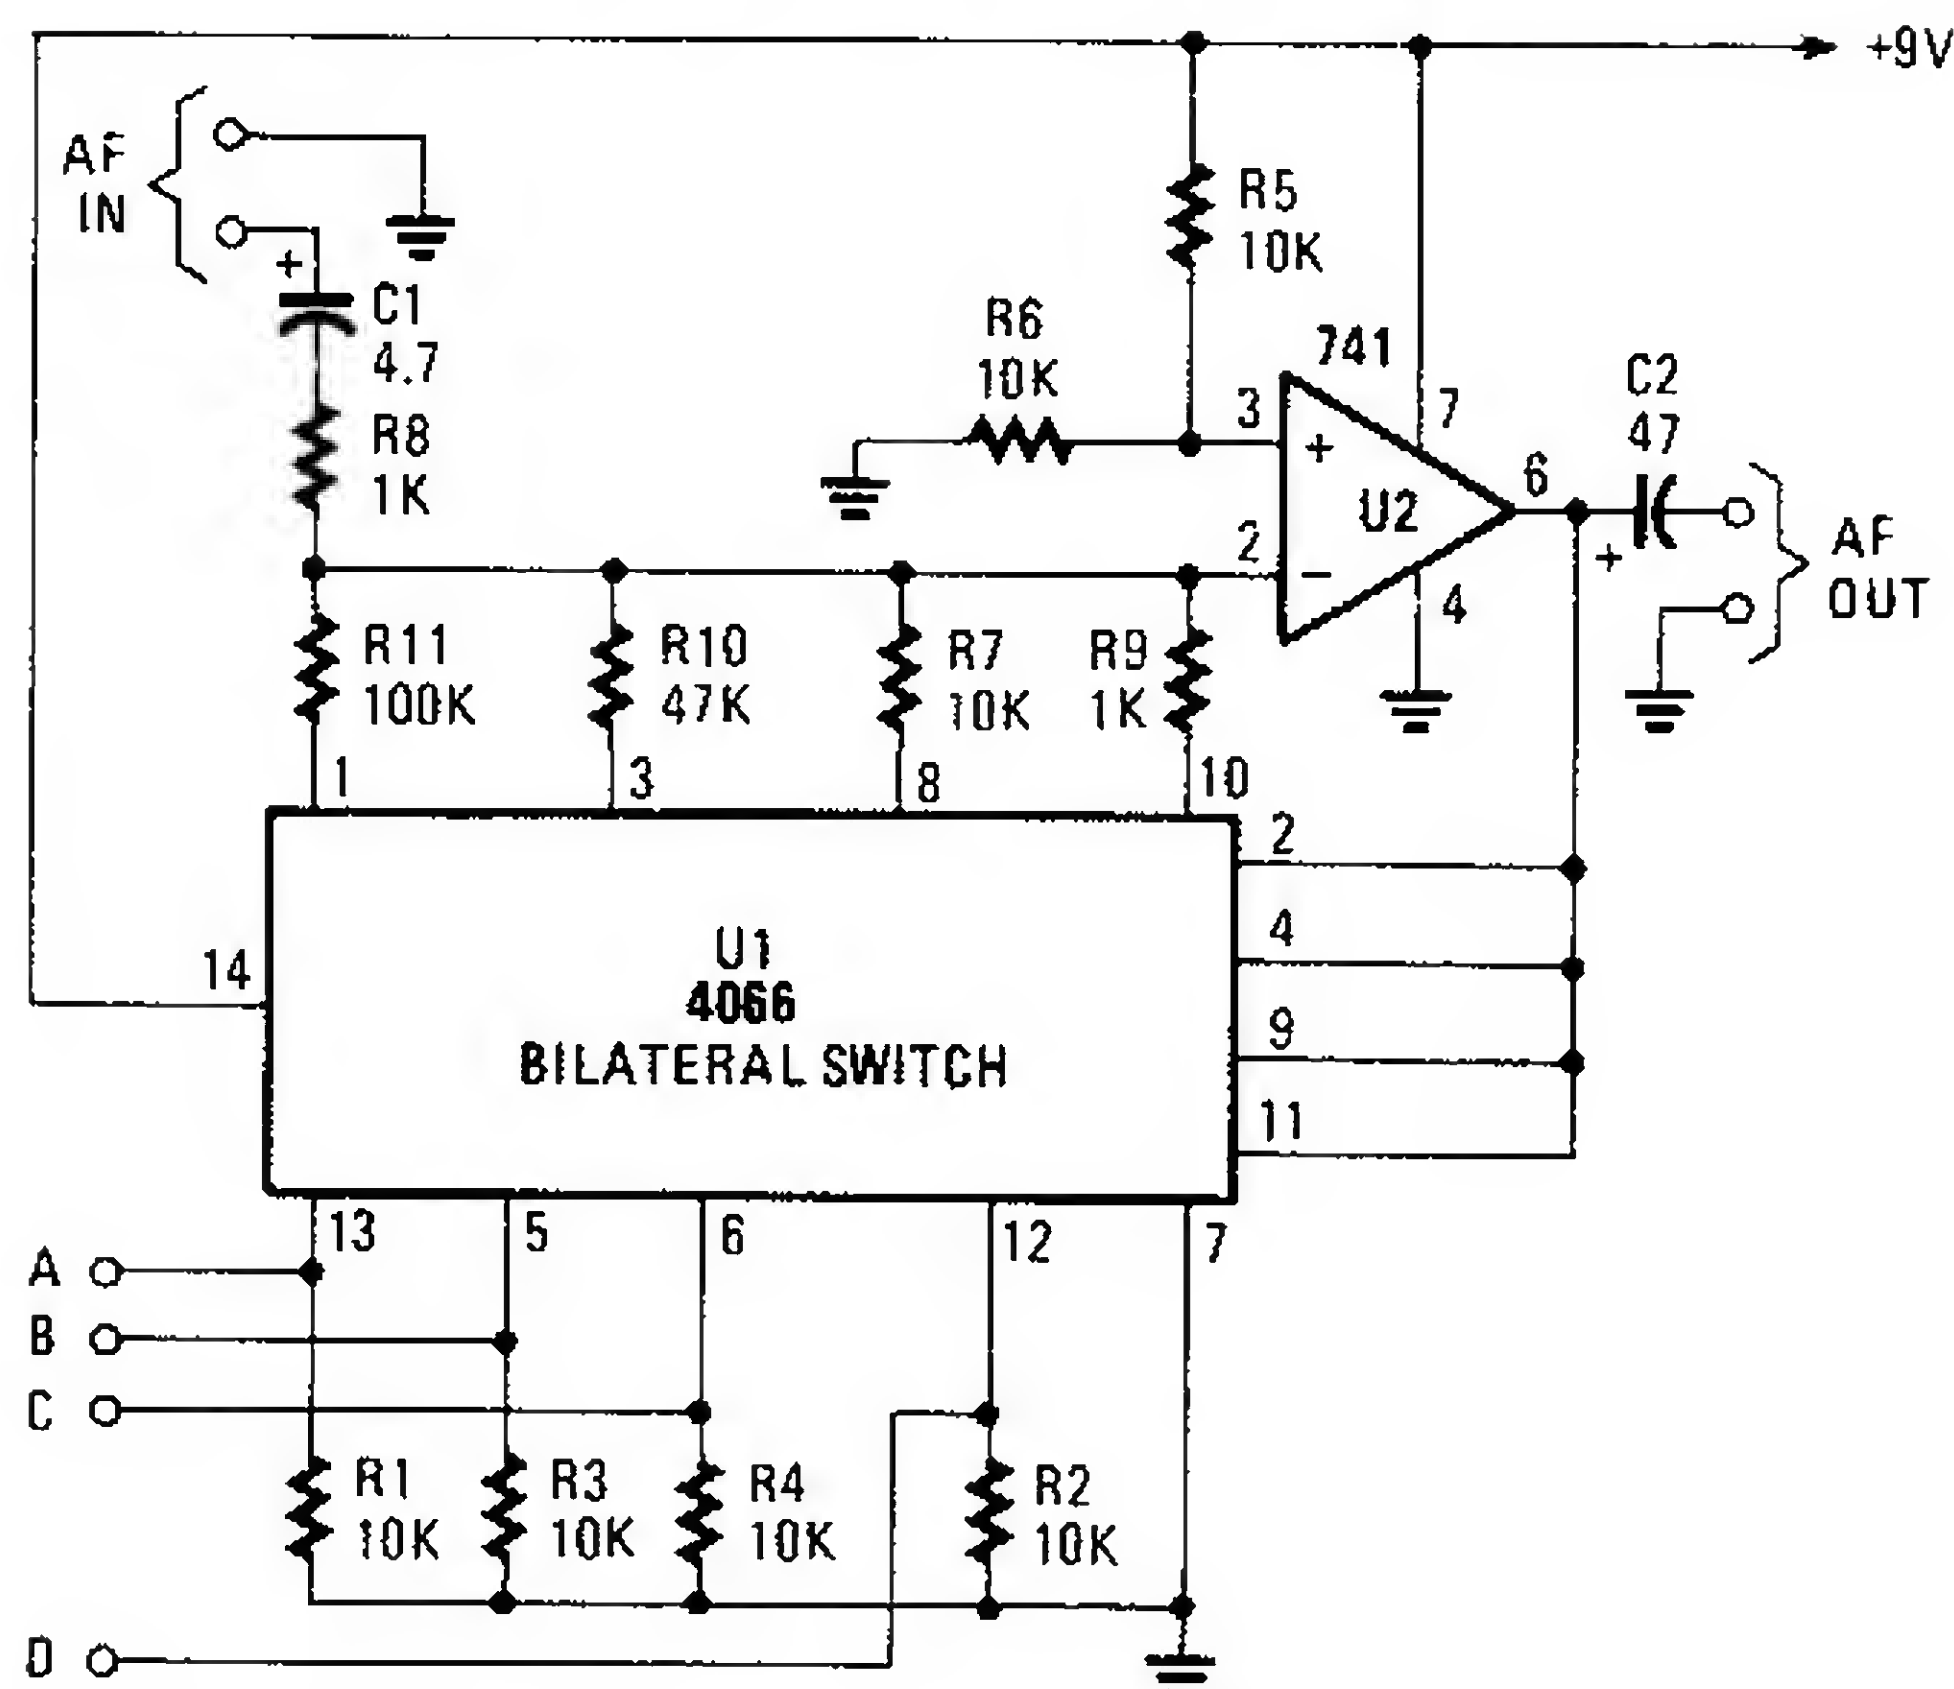 +9V
AF
IN
+
C1
4.7
R8
1K
R5
10K
R6
10K
741
3
+
7
U2
6
2
−
4
C2
47
+
AF
OUT
R11
100K
R10
47K
R7
10K
R9
1K
1
3
8
10
2
4
9
11
14
U1
4066
BILATERAL SWITCH
13
5
6
12
7
A
B
C
R1
10K
R3
10K
R4
10K
R2
10K
D